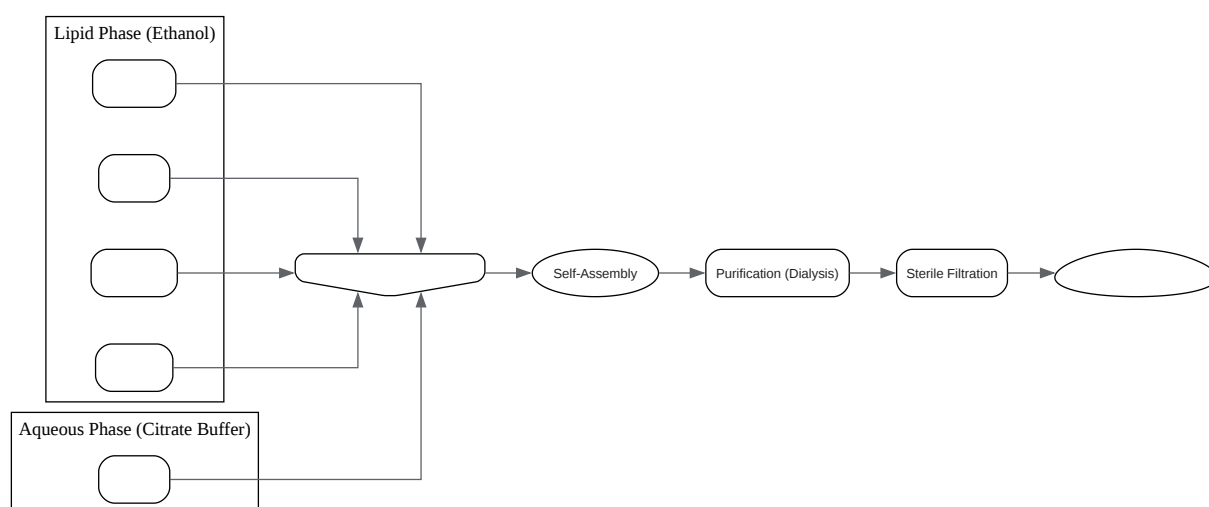 Lipid Phase (Ethanol)
Self-Assembly
Purification (Dialysis)
Sterile Filtration
Aqueous Phase (Citrate Buffer)